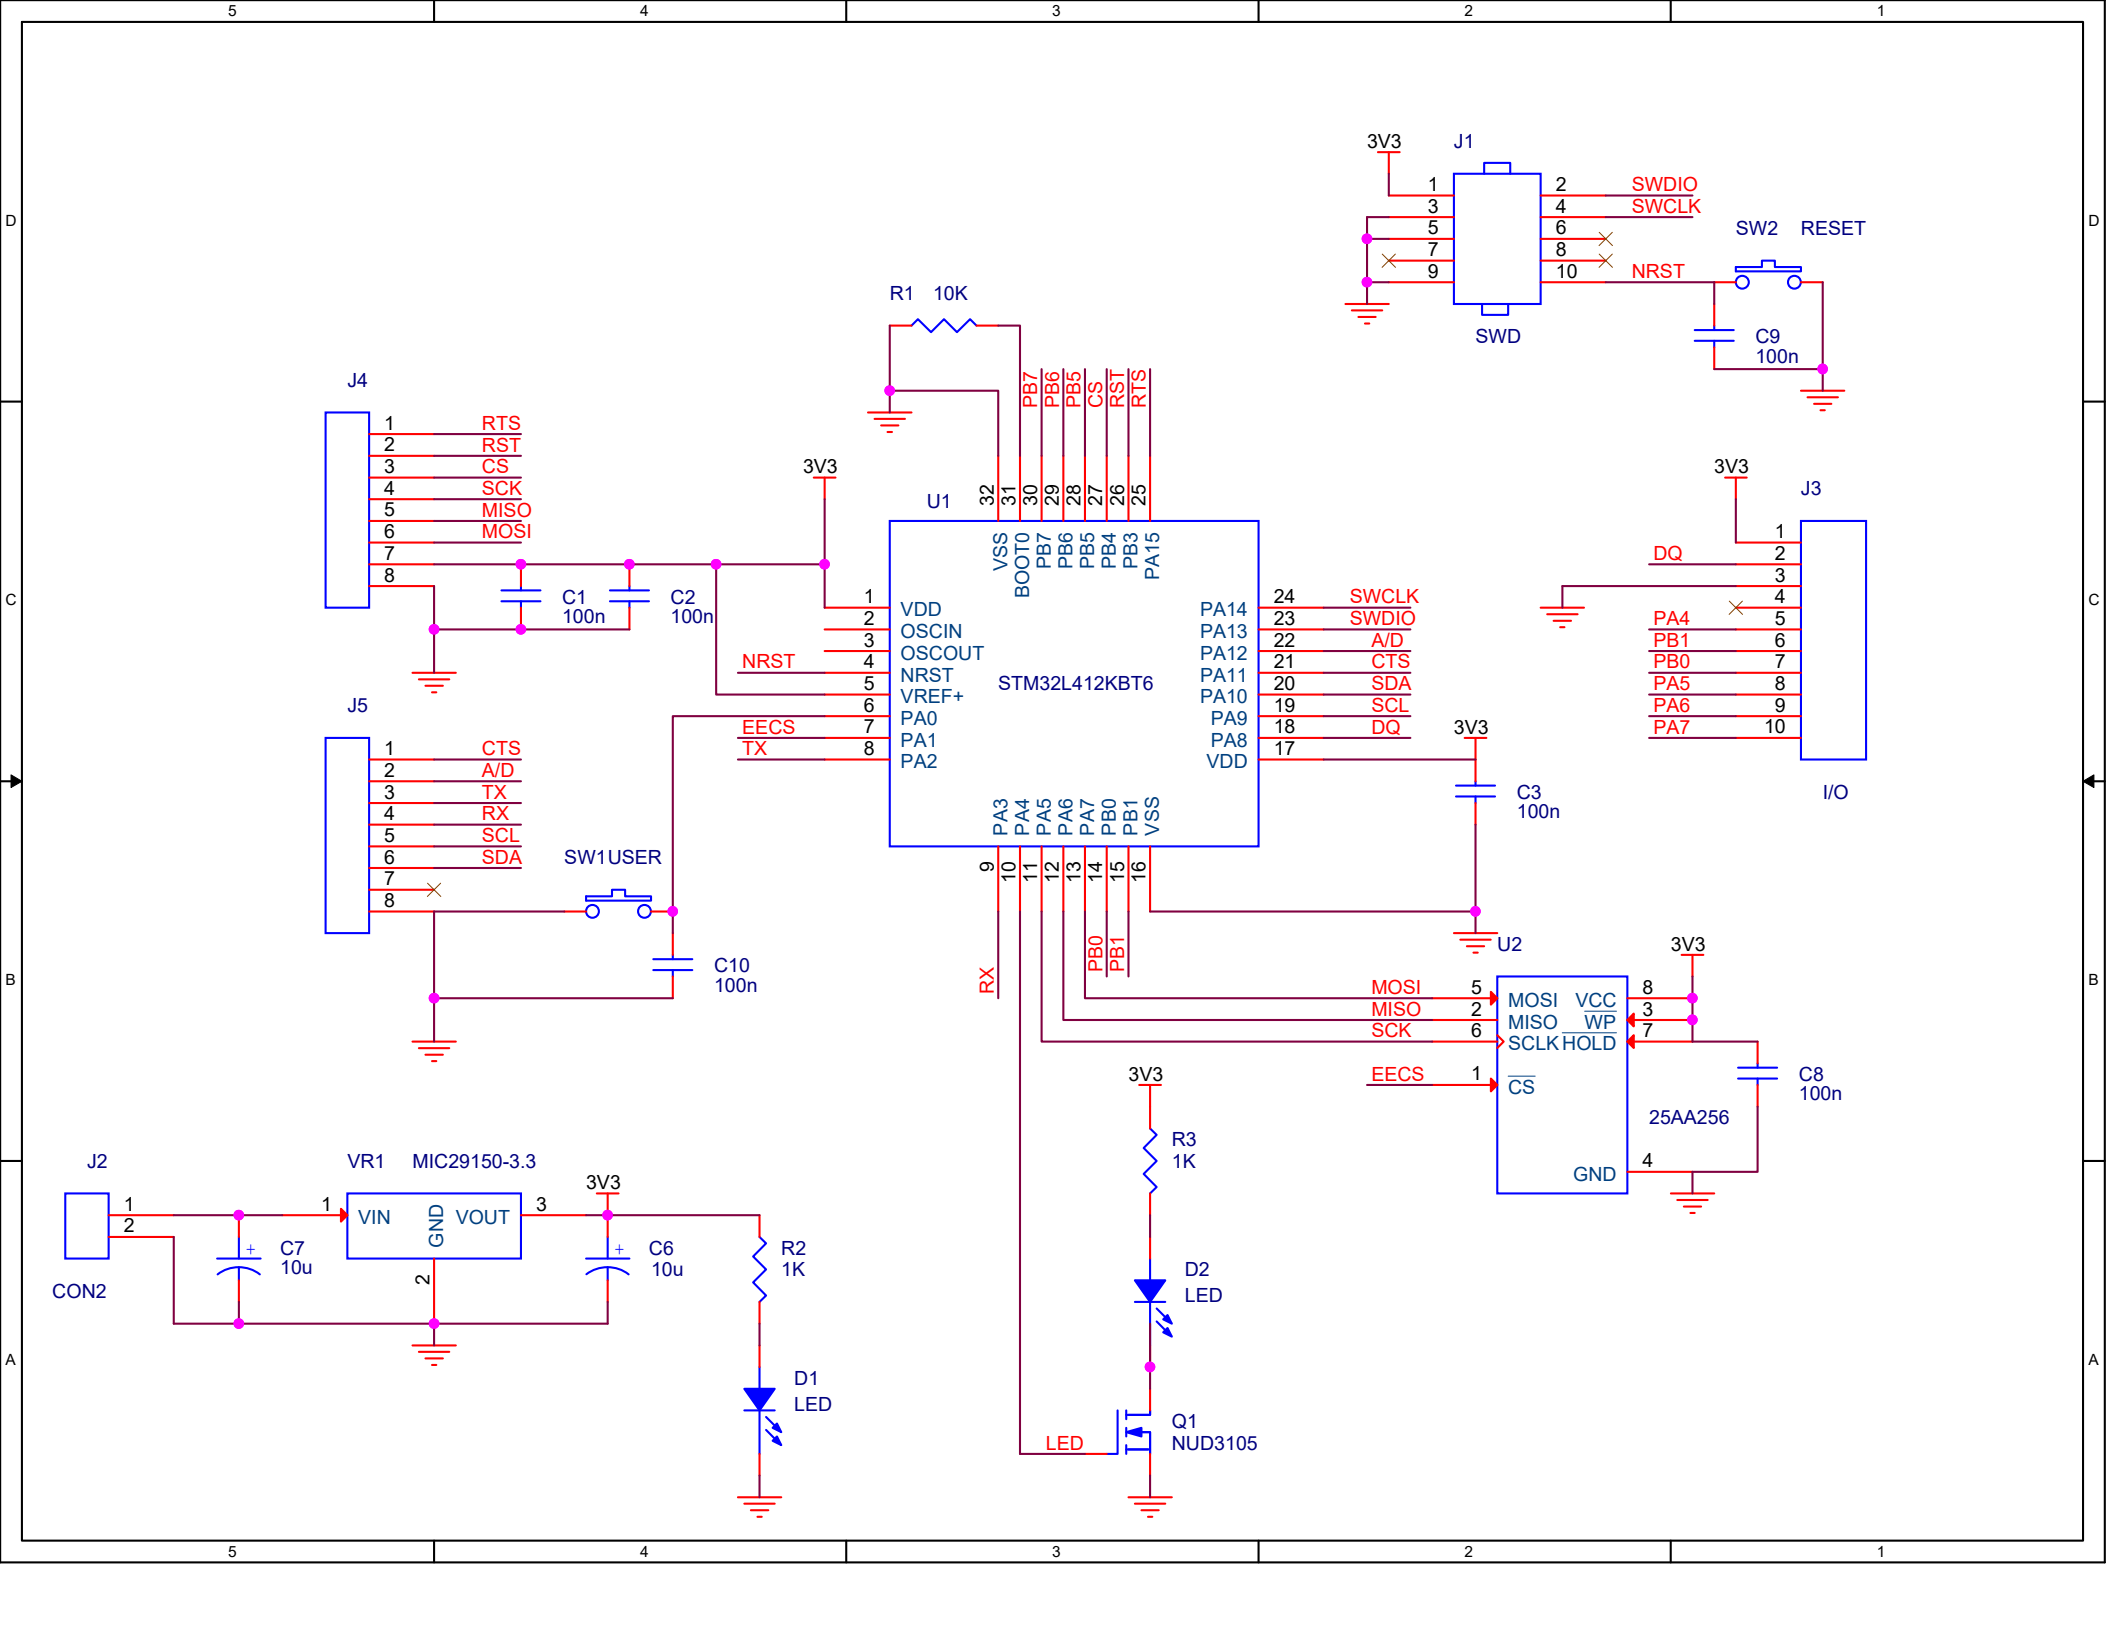 5 4 3 2 1
D D
C C
B B
A A
5 4 3 2 1
3V3
J1
1
3
5
7
9
2 SWDIO
4 SWCLK
6
8
10 NRST
SWD
SW2 RESET
C9
100n
R1 10K
J4
1 RTS
2 RST
3 CS
4 SCK
5 MISO
6 MOSI
7
8
C1
100n
C2
100n
3V3
PB7
PB6
PB5
CS
RST
RTS
U1
32
31
30
29
28
27
26
25
VSS
BOOT0
PB7
PB6
PB5
PB4
PB3
PA15
1 VDD
2 OSCIN
3 OSCOUT
NRST 4 NRST
5 VREF+
6 PA0
EECS 7 PA1
TX 8 PA2
STM32L412KBT6
PA14 24 SWCLK
PA13 23 SWDIO
PA12 22 A/D
PA11 21 CTS
PA10 20 SDA
PA9 19 SCL
PA8 18 DQ
VDD 17
PA3
PA4
PA5
PA6
PA7
PB0
PB1
VSS
9
10
11
12
13
14
15
16
RX
PB0
PB1
3V3
C3
100n
3V3
J3
1
DQ 2
3
4
PA4 5
PB1 6
PB0 7
PA5 8
PA6 9
PA7 10
I/O
J5
1 CTS
2 A/D
3 TX
4 RX
5 SCL
6 SDA
7
8
SW1USER
C10
100n
U2
3V3
MOSI 5 MOSI VCC 8
MISO 2 MISO WP 3
SCK 6 SCLK HOLD 7
EECS 1 CS
25AA256
GND 4
C8
100n
J2
1
2
CON2
C7
+
10u
VR1 MIC29150-3.3
1 VIN
GND
2
VOUT 3
3V3
C6
+
10u
R2
1K
D1
LED
3V3
R3
1K
D2
LED
LED
Q1
NUD3105